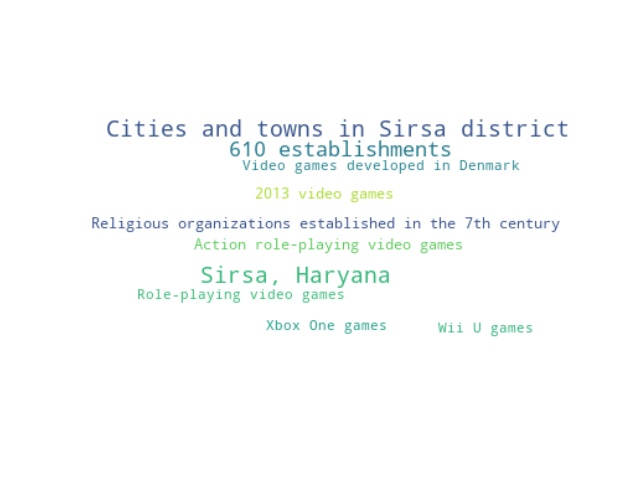 Cities and towns in Sirsa district
610 establishments
Video games developed in Denmark
2013 video games
Religious organizations established in the 7th century
Action role-playing video games
Sirsa, Haryana
Role-playing video games
Xbox One games
Wii U games